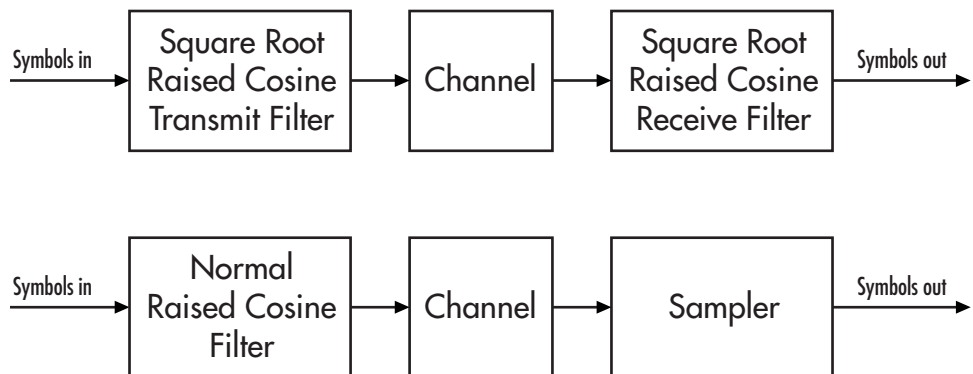 Symbols in
Square Root
Raised Cosine
Transmit Filter
Channel
Square Root
Raised Cosine
Receive Filter
Symbols out
Symbols in
Normal
Raised Cosine
Filter
Channel
Sampler
Symbols out